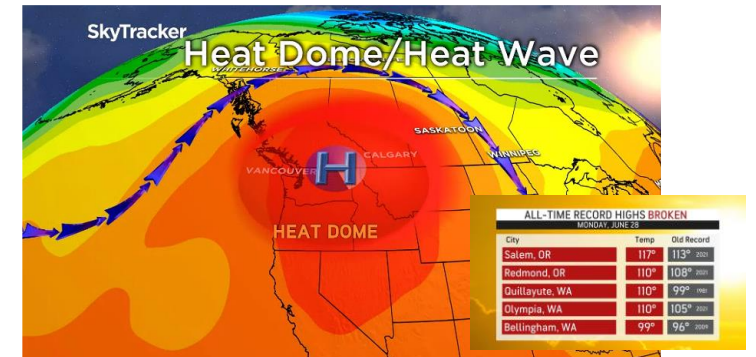 SkyTracker
Heat Dome/Heat Wave
WHITEHORSE
SASKATOON
WINNIPEG
CALGARY
VANCOUVER
H
HEAT DOME
ALL-TIME RECORD HIGHS BROKEN
MONDAY, JUNE 28
City Temp Old Record
Salem, OR 117° 113° 2021
Redmond, OR 110° 108° 2021
Quillayute, WA 110° 99° 1981
Olympia, WA 110° 105° 2021
Bellingham, WA 99° 96° 2009